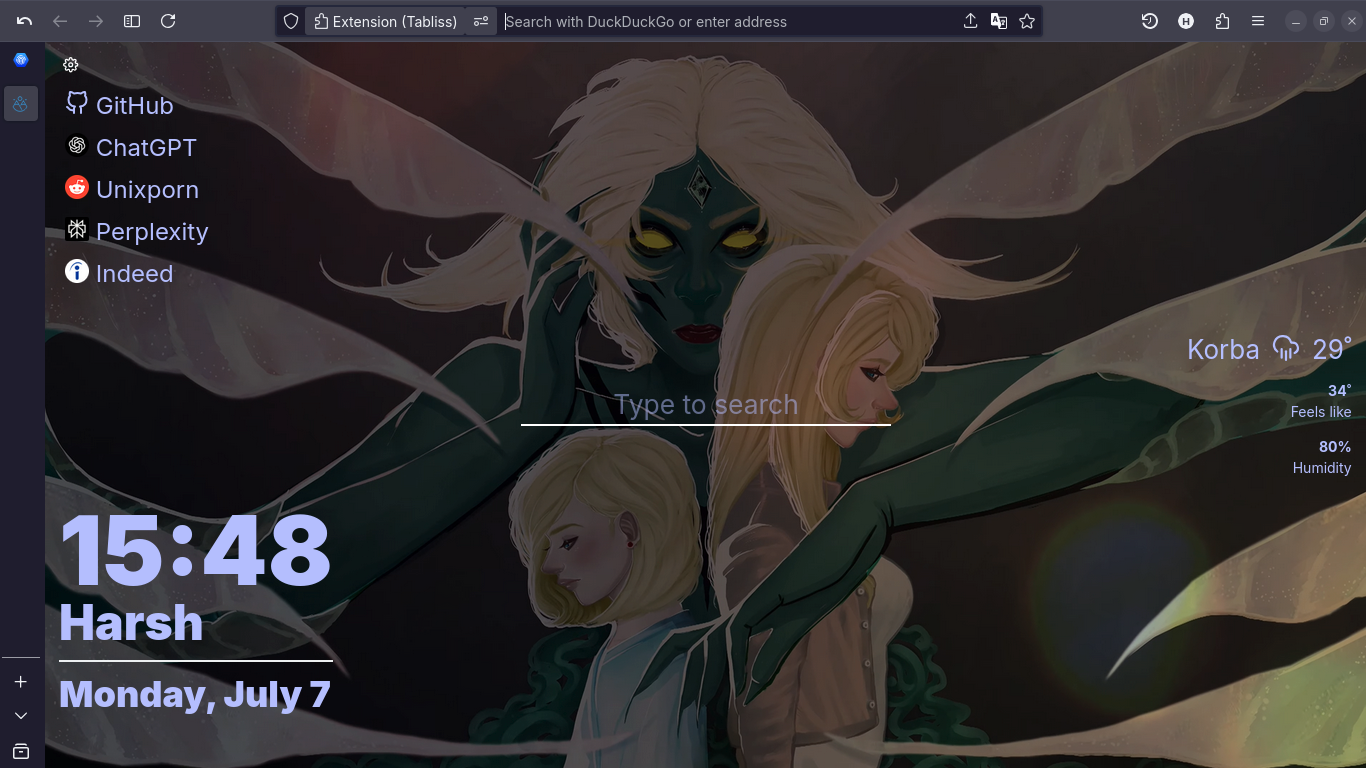 Extension (Tabliss)
Search with DuckDuckGo or enter address
H
GitHub
ChatGPT
Unixporn
Perplexity
Indeed
Korba 29°
34°
Feels like
80%
Humidity
Type to search
15:48
Harsh
Monday, July 7